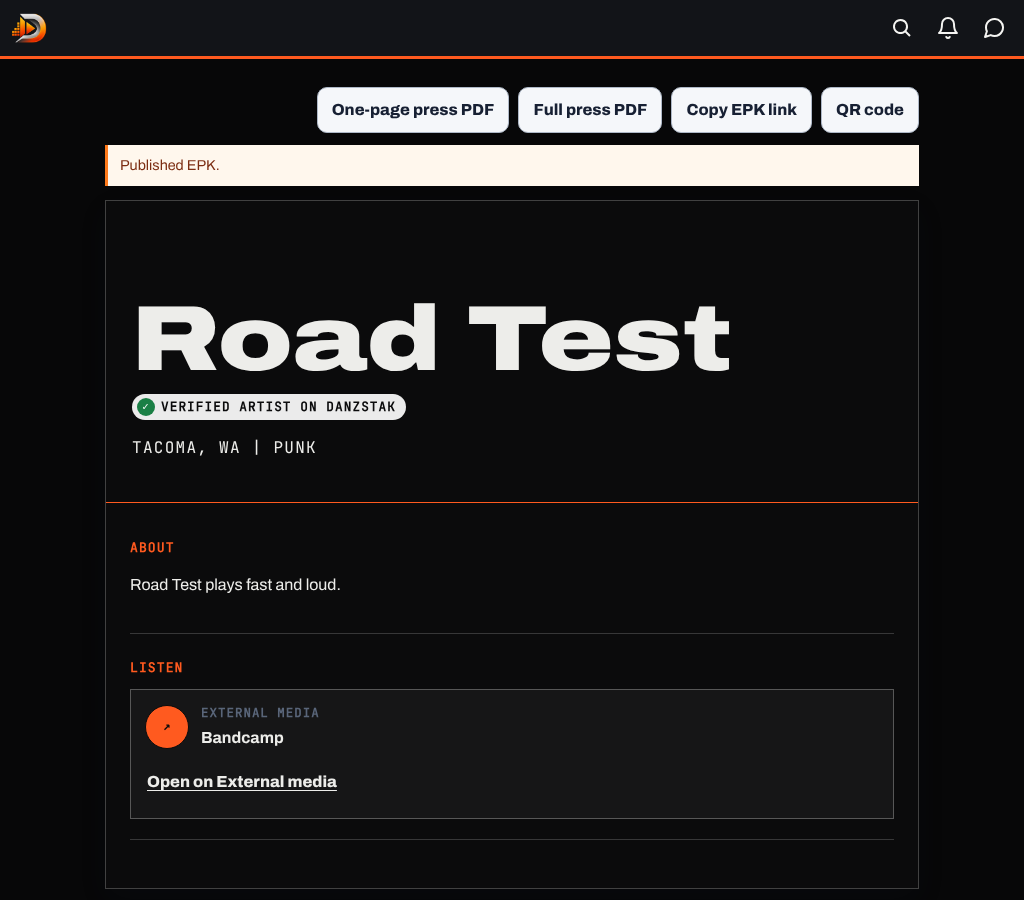 One-page press PDF
Full press PDF
Copy EPK link
QR code
Published EPK.
Road Test
✓ VERIFIED ARTIST ON DANZSTAK
TACOMA, WA | PUNK
ABOUT
Road Test plays fast and loud.
LISTEN
EXTERNAL MEDIA
↗
Bandcamp
Open on External media